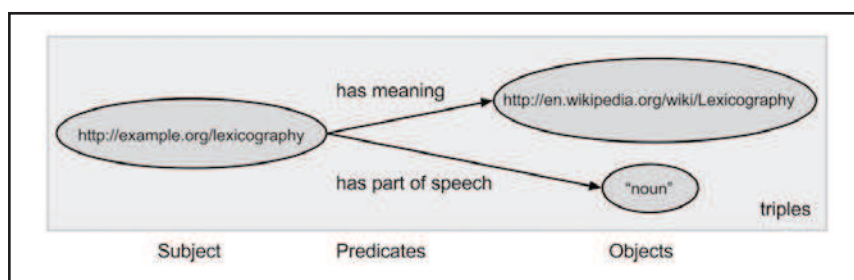 has meaning
http://en.wikipedia.org/wiki/Lexicography
http://example.org/lexicography
has part of speech
"noun"
triples
Subject Predicates Objects